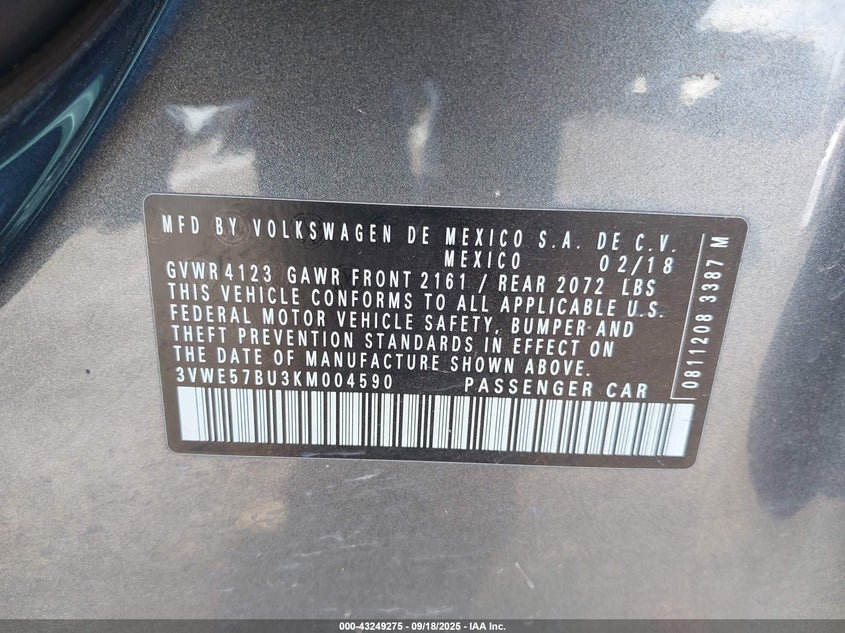 MFD BY VOLKSWAGEN DE MEXICO S.A. DE C.V.
MEXICO 02/18
GVWR 4123 GAWR FRONT 2161 / REAR 2072 LBS
THIS VEHICLE CONFORMS TO ALL APPLICABLE U.S.
FEDERAL MOTOR VEHICLE SAFETY, BUMPER AND
THEFT PREVENTION STANDARDS IN EFFECT ON
THE DATE OF MANUFACTURE SHOWN ABOVE.
3VWE57BU3KM004590 PASSENGER CAR
0811208 3387 M
000-43249275 - 09/18/2025 - IAA Inc.